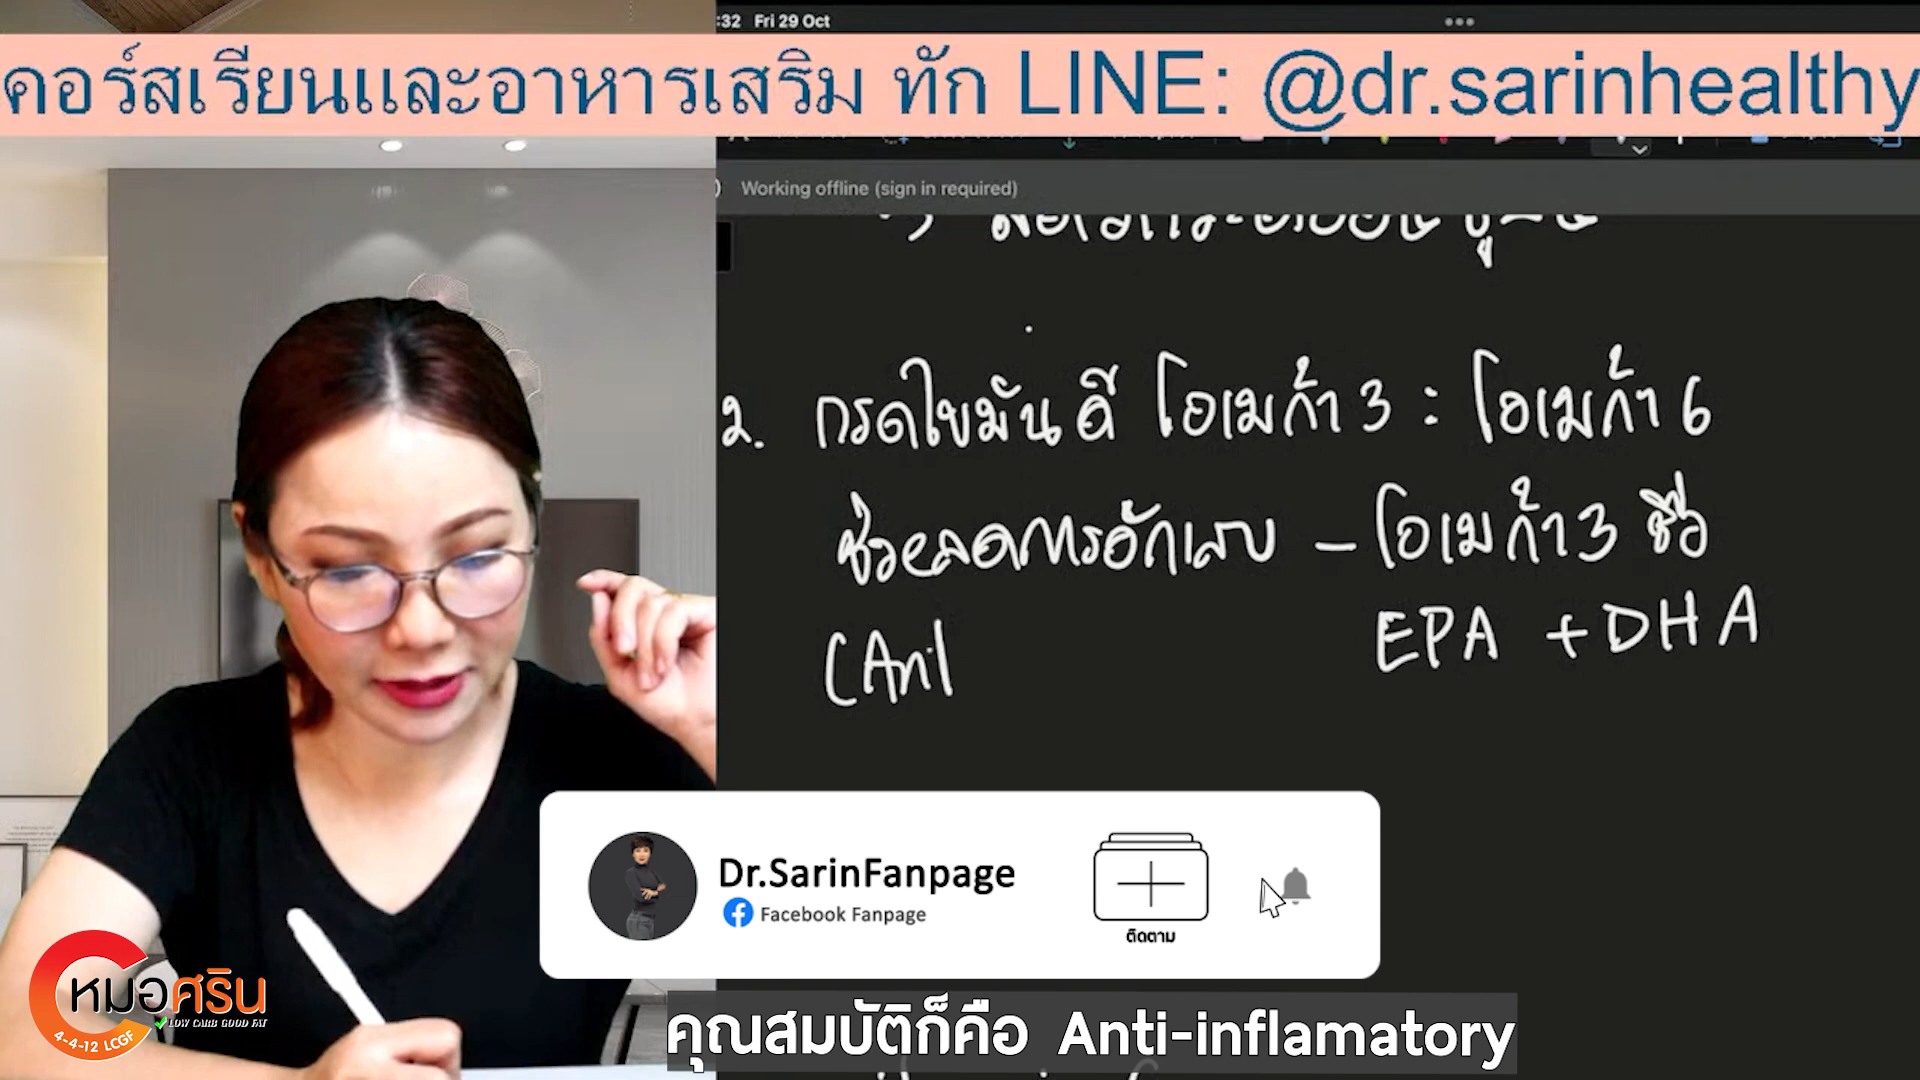 :32 Fri 29 Oct
คอร์สเรียนและอาหารเสริม ทัก LINE: @dr.sarinhealthy
Working offline (sign in required)
2. กรดไขมันดี โอเมก้า 3 : โอเมก้า 6
ช่วยลดการอักเสบ - โอเมก้า 3 ชื่อ
EPA + DHA
(Anti
Dr.SarinFanpage
Facebook Fanpage
ติดตาม
หมอศริน
LOW CARB GOOD FAT
4-4-12 LCGF
คุณสมบัติก็คือ Anti-inflamatory